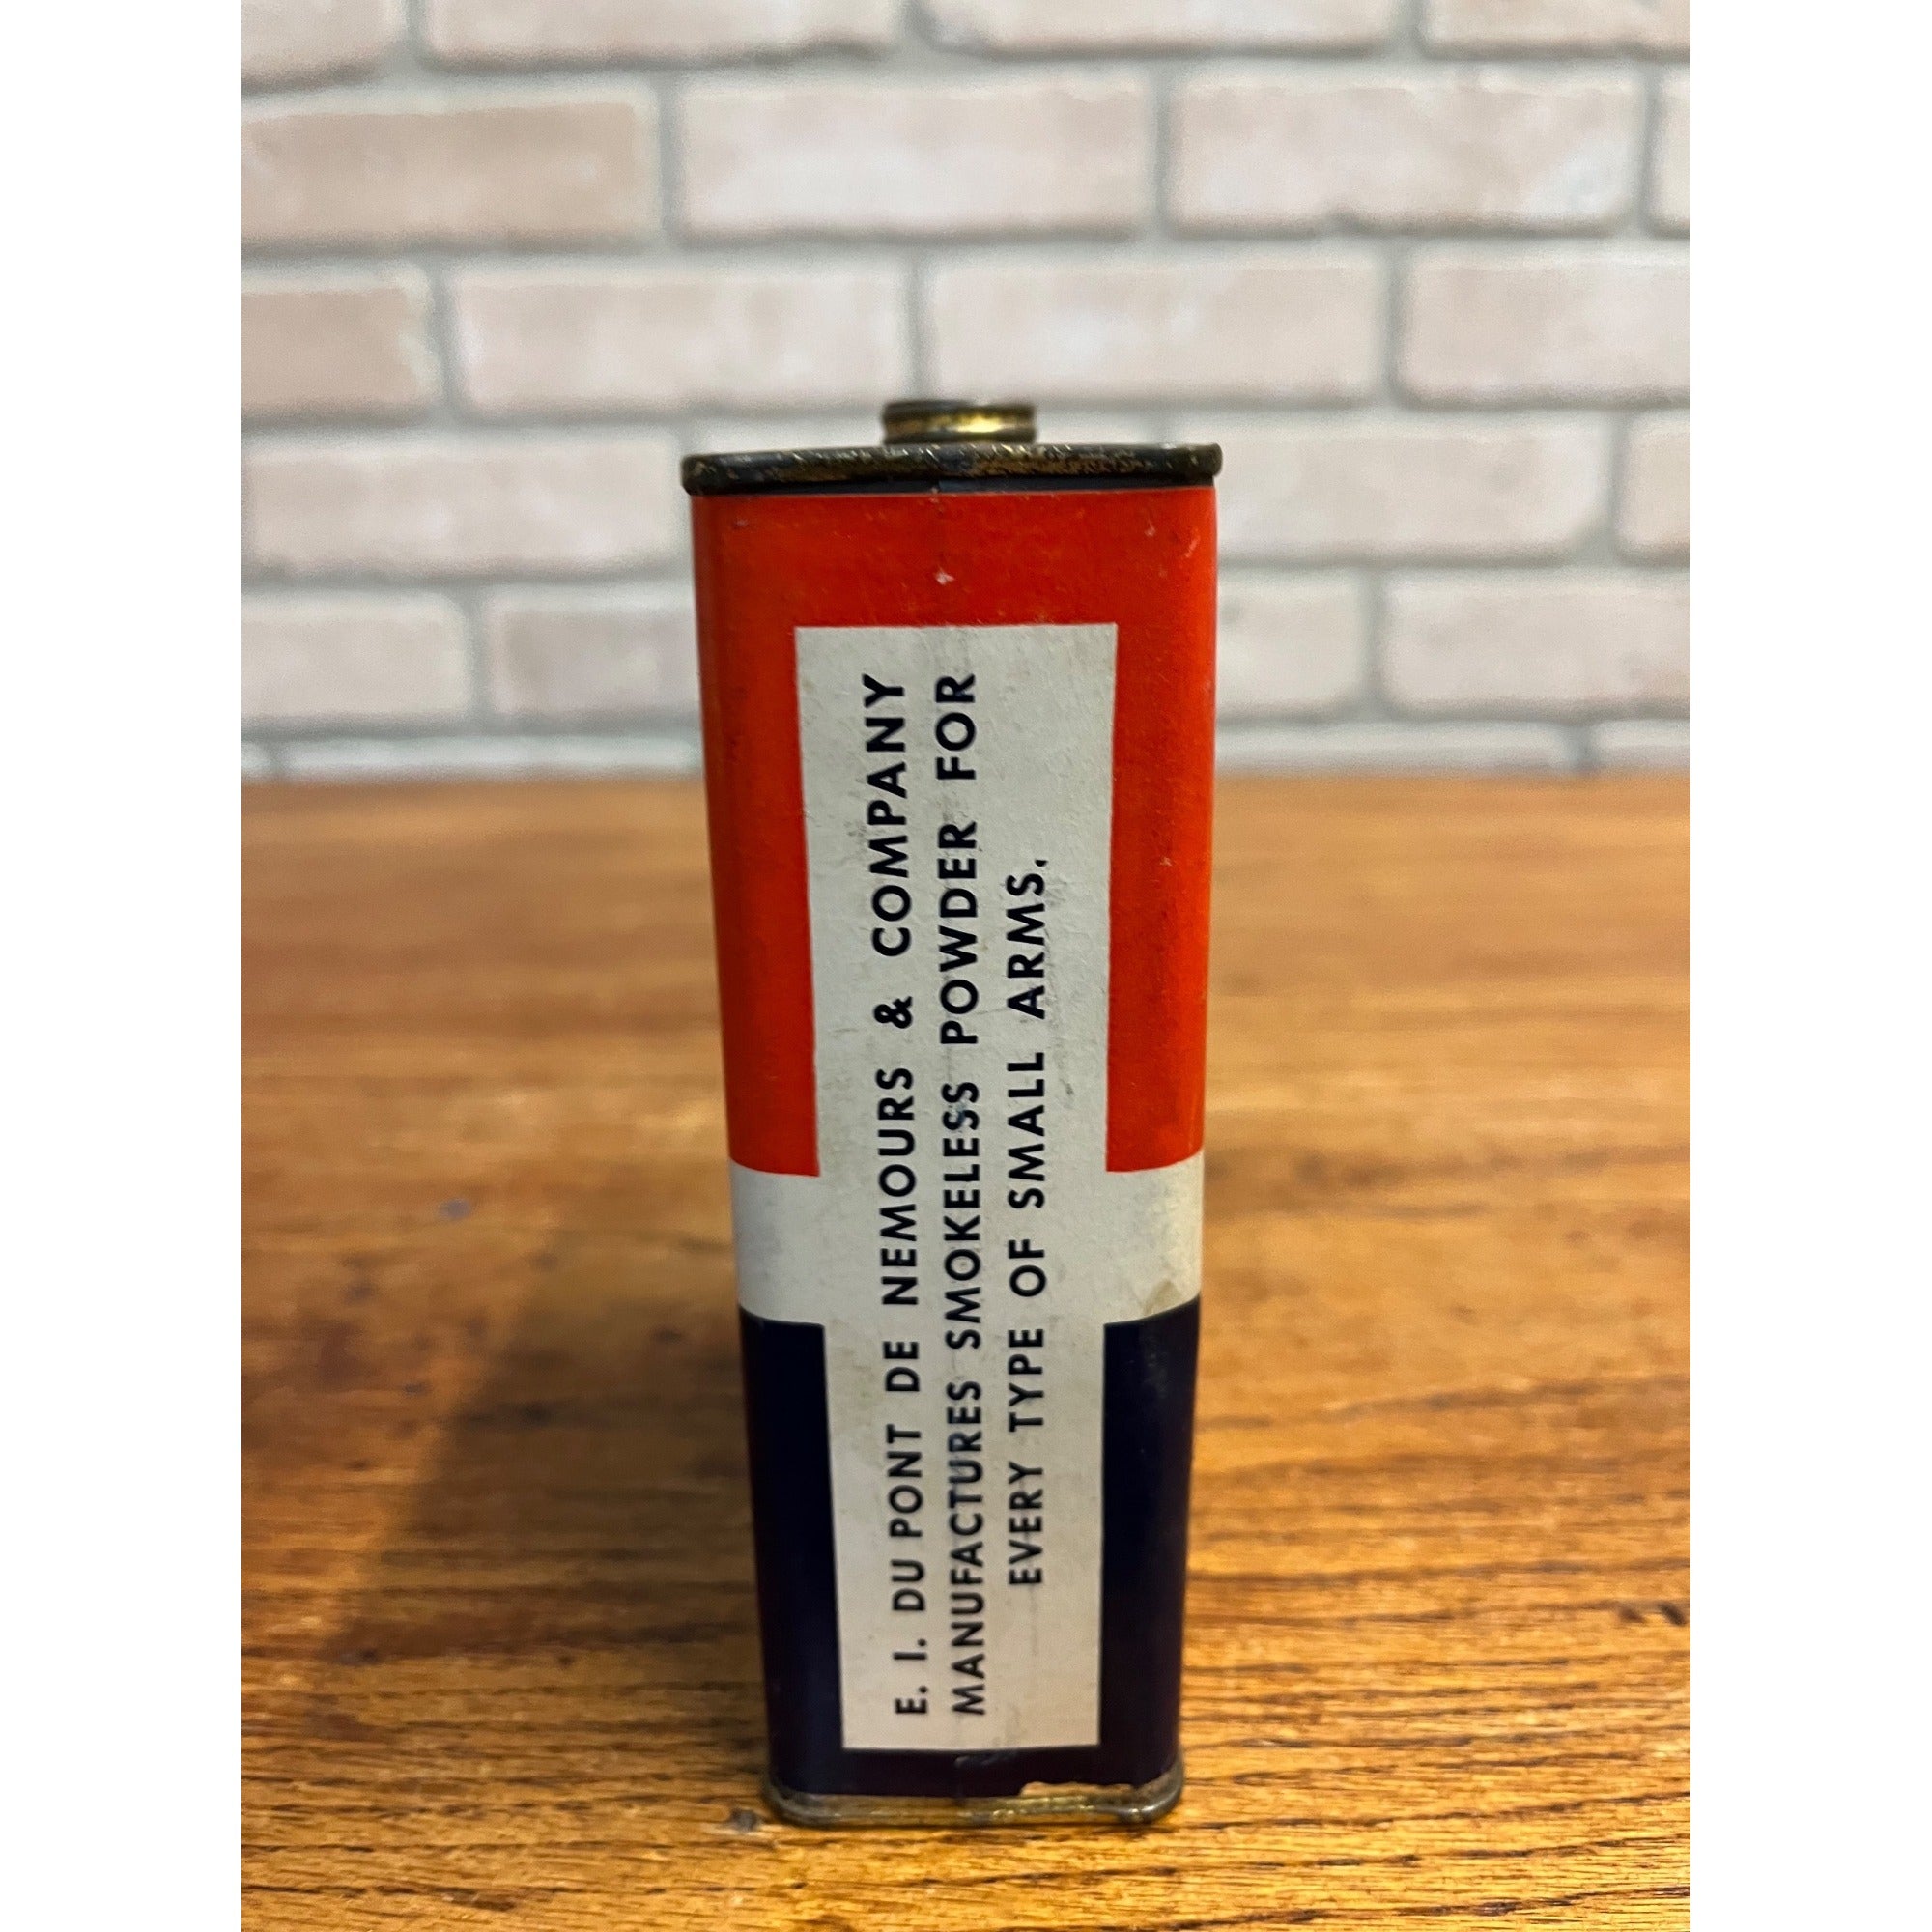 E. I. DU PONT DE NEMOURS & COMPANY
MANUFACTURES SMOKELESS POWDER FOR
EVERY TYPE OF SMALL ARMS.